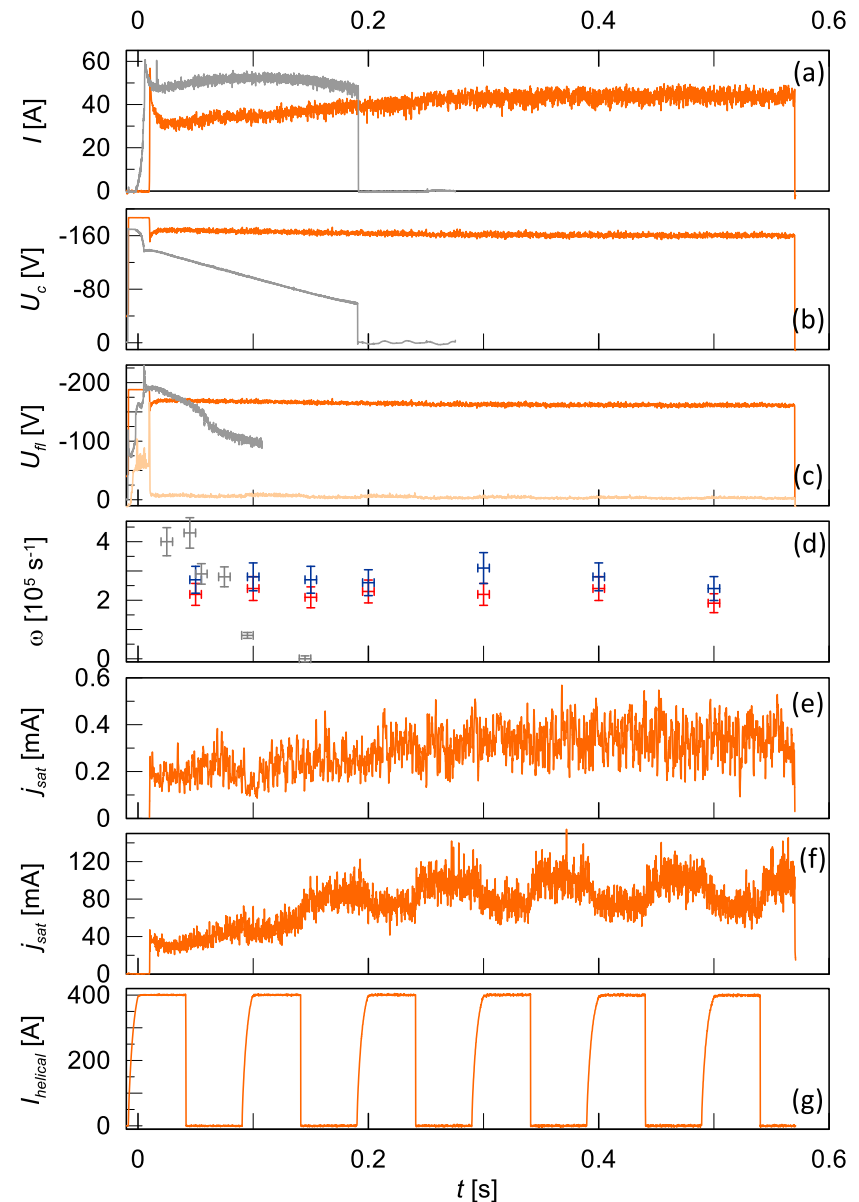 0 0.2 0.4 0.6
60
40
20
0
I [A]
(a)
-160
-80
0
U_c [V]
(b)
-200
-100
0
U_fl [V]
(c)
4
2
0
ω [10⁵ s⁻¹]
(d)
0.6
0.4
0.2
0
j_sat [mA]
(e)
120
80
40
0
j_sat [mA]
(f)
400
200
0
I_helical [A]
(g)
0 0.2 0.4 0.6
t [s]